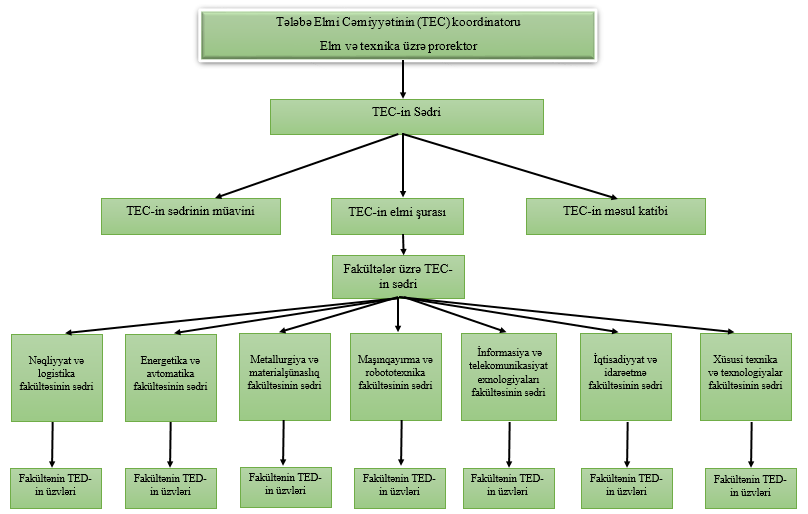 Tələbə Elmi Cəmiyyətinin (TEC) koordinatoru
Elm və texnika üzrə prorektor
TEC-in Sədri
TEC-in sədrinin müavini
TEC-in elmi şurası
TEC-in məsul katibi
Fakültələr üzrə TEC-
in sədri
Nəqliyyat və
logistika
fakültəsinin sədri
Energetika və
avtomatika
fakültəsinin sədri
Metallurgiya və
materialşünaslıq
fakültəsinin sədri
Maşınqayırma və
robototexnika
fakültəsinin sədri
İnformasiya və
telekomunikasiyat
exnologiyaları
fakültəsinin sədri
İqtisadiyyat və
idarəetmə
fakültəsinin sədri
Xüsusi texnika
və texnologiyalar
fakültəsinin sədri
Fakültənin TED-
in üzvləri
Fakültənin TED-
in üzvləri
Fakültənin TED-
in üzvləri
Fakültənin TED-
in üzvləri
Fakültənin TED-
in üzvləri
Fakültənin TED-
in üzvləri
Fakültənin TED-
in üzvləri